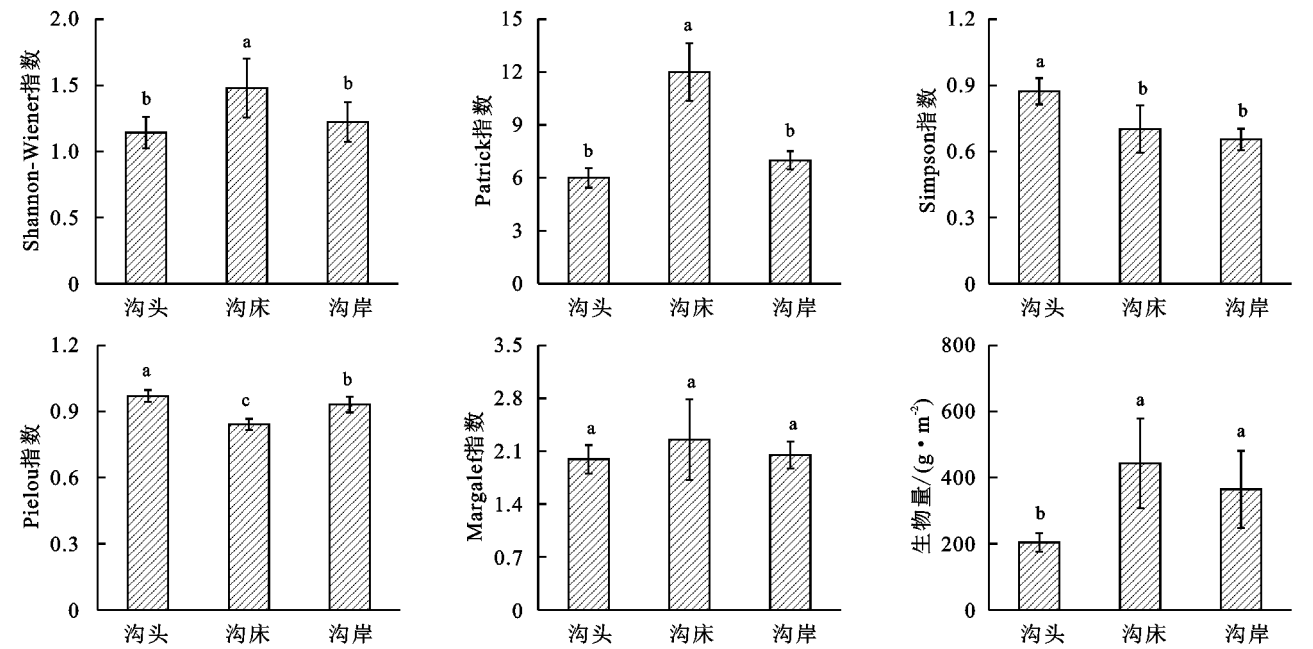 Shannon-Wiener指数
2.0
1.5
1.0
0.5
0
b
a
b
沟头 沟床 沟岸
Patrick指数
15
12
9
6
3
0
b
a
b
沟头 沟床 沟岸
Simpson指数
1.2
0.9
0.6
0.3
0
a
b
b
沟头 沟床 沟岸
Pielou指数
1.2
0.9
0.6
0.3
0
a
c
b
沟头 沟床 沟岸
Margalef指数
3.5
2.8
2.1
1.4
0.7
0
a
a
a
沟头 沟床 沟岸
生物量/(g·m⁻²)
800
600
400
200
0
b
a
a
沟头 沟床 沟岸